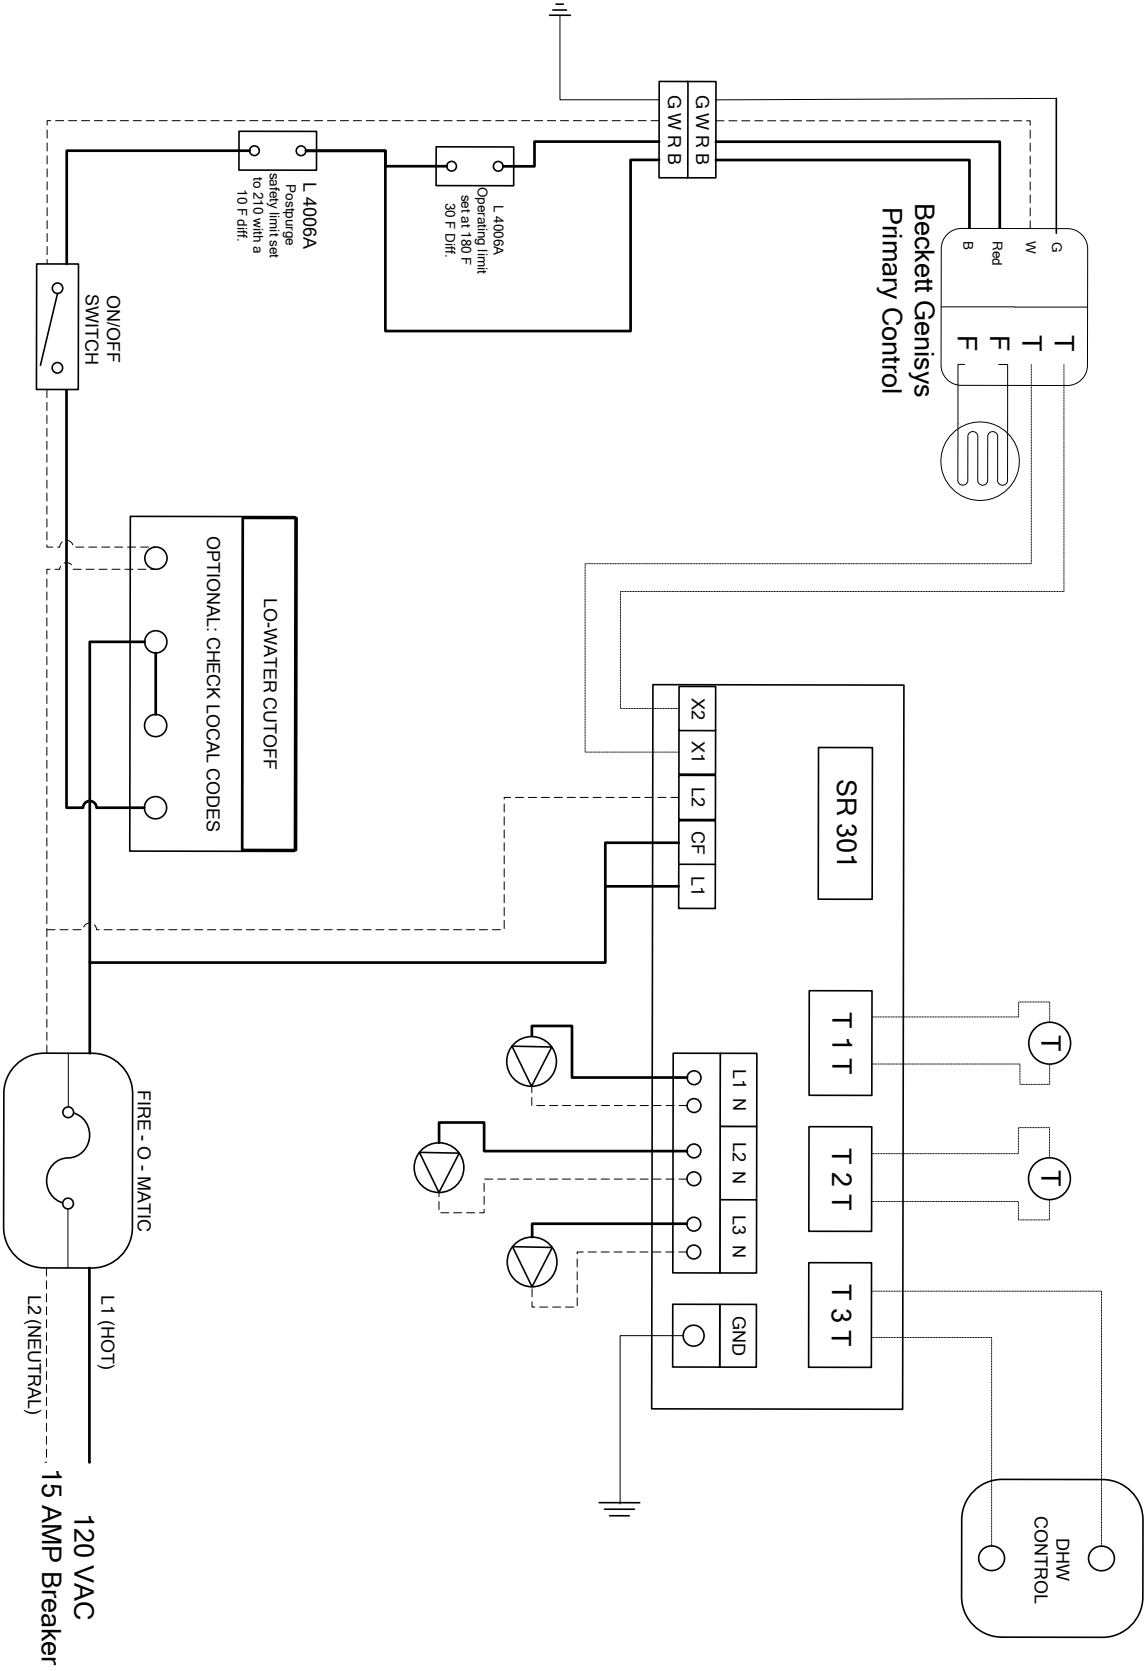 Beckett Genisys
Primary Control
G
W
Red
B
T
T
F
F
G W R B
G W R B
L 4006A
Operating limit
set at 180 F
30 F Diff.
L 4006A
Postpurge
safety limit set
to 210 with a
10 F diff.
ON/OFF
SWITCH
LO-WATER CUTOFF
OPTIONAL: CHECK LOCAL CODES
SR 301
X2
X1
L2
CF
L1
T 1 T
T 2 T
T 3 T
T
T
L1 N
L2 N
L3 N
GND
DHW
CONTROL
FIRE - O - MATIC
L1 (HOT)
L2 (NEUTRAL)
120 VAC
15 AMP Breaker